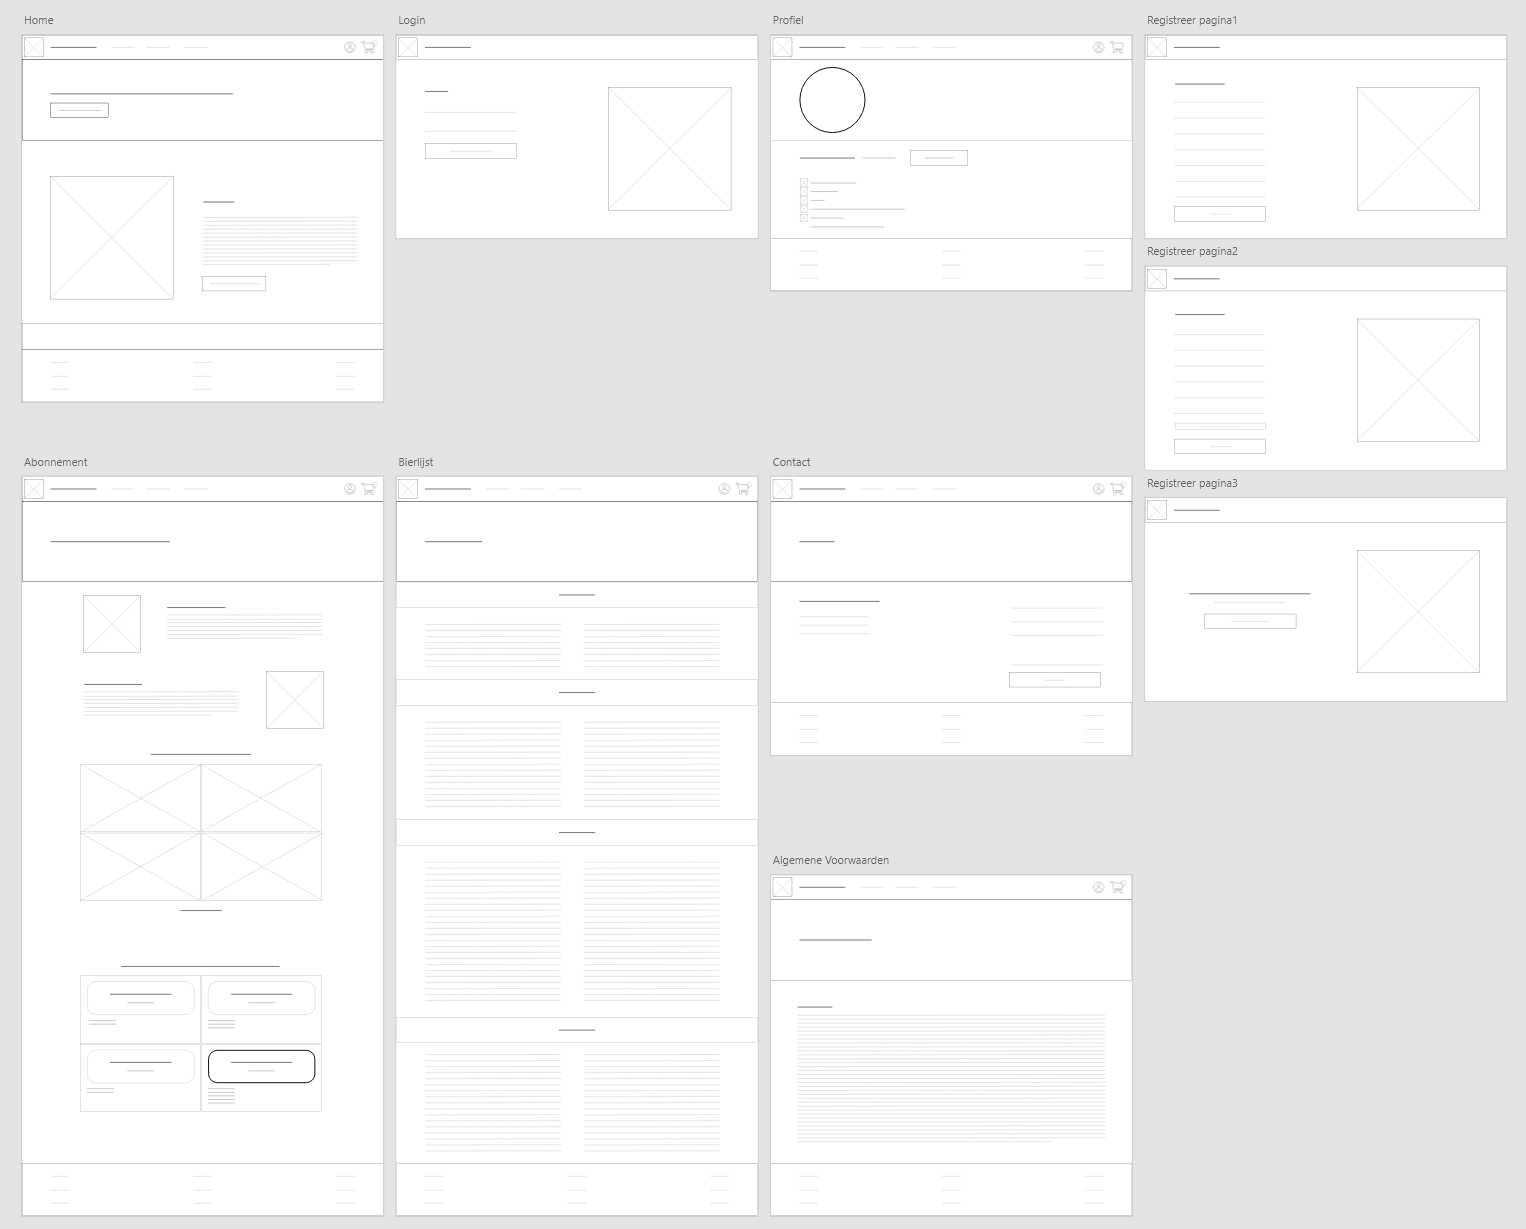 Home
Login
Profiel
Registreer pagina1
Registreer pagina2
Abonnement
Bierlijst
Contact
Registreer pagina3
Algemene Voorwaarden